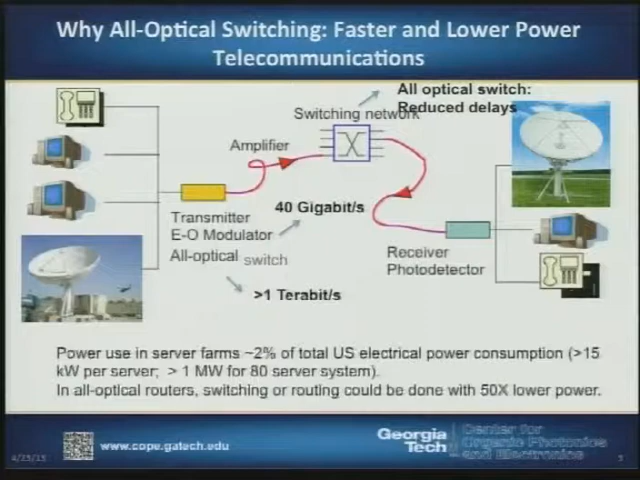 Why All-Optical Switching: Faster and Lower Power
Telecommunications
All optical switch:
Reduced delays
Switching network
Amplifier
40 Gigabit/s
Transmitter
E-O Modulator
All-optical switch
>1 Terabit/s
Receiver
Photodetector
Power use in server farms ~2% of total US electrical power consumption (>15
kW per server; > 1 MW for 80 server system).
In all-optical routers, switching or routing could be done with 50X lower power.
4/25/13
www.cope.gatech.edu
Georgia
Tech
Center for
Organic Photonics
and Electronics